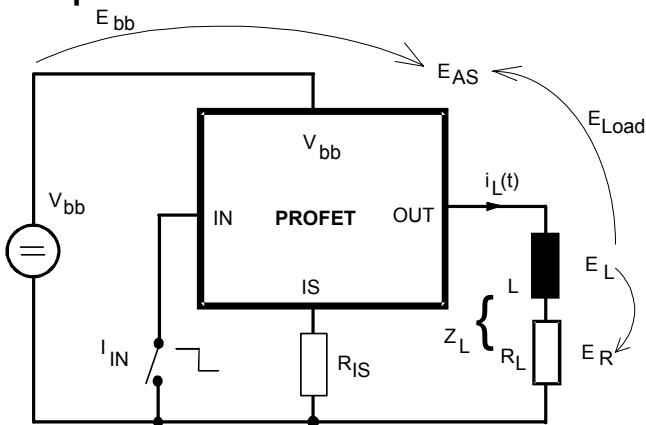 E bb
E AS
E Load
V bb
V bb
i L (t)
IN
PROFET
OUT
IS
L
E L
I IN
R IS
Z L {
R L
E R